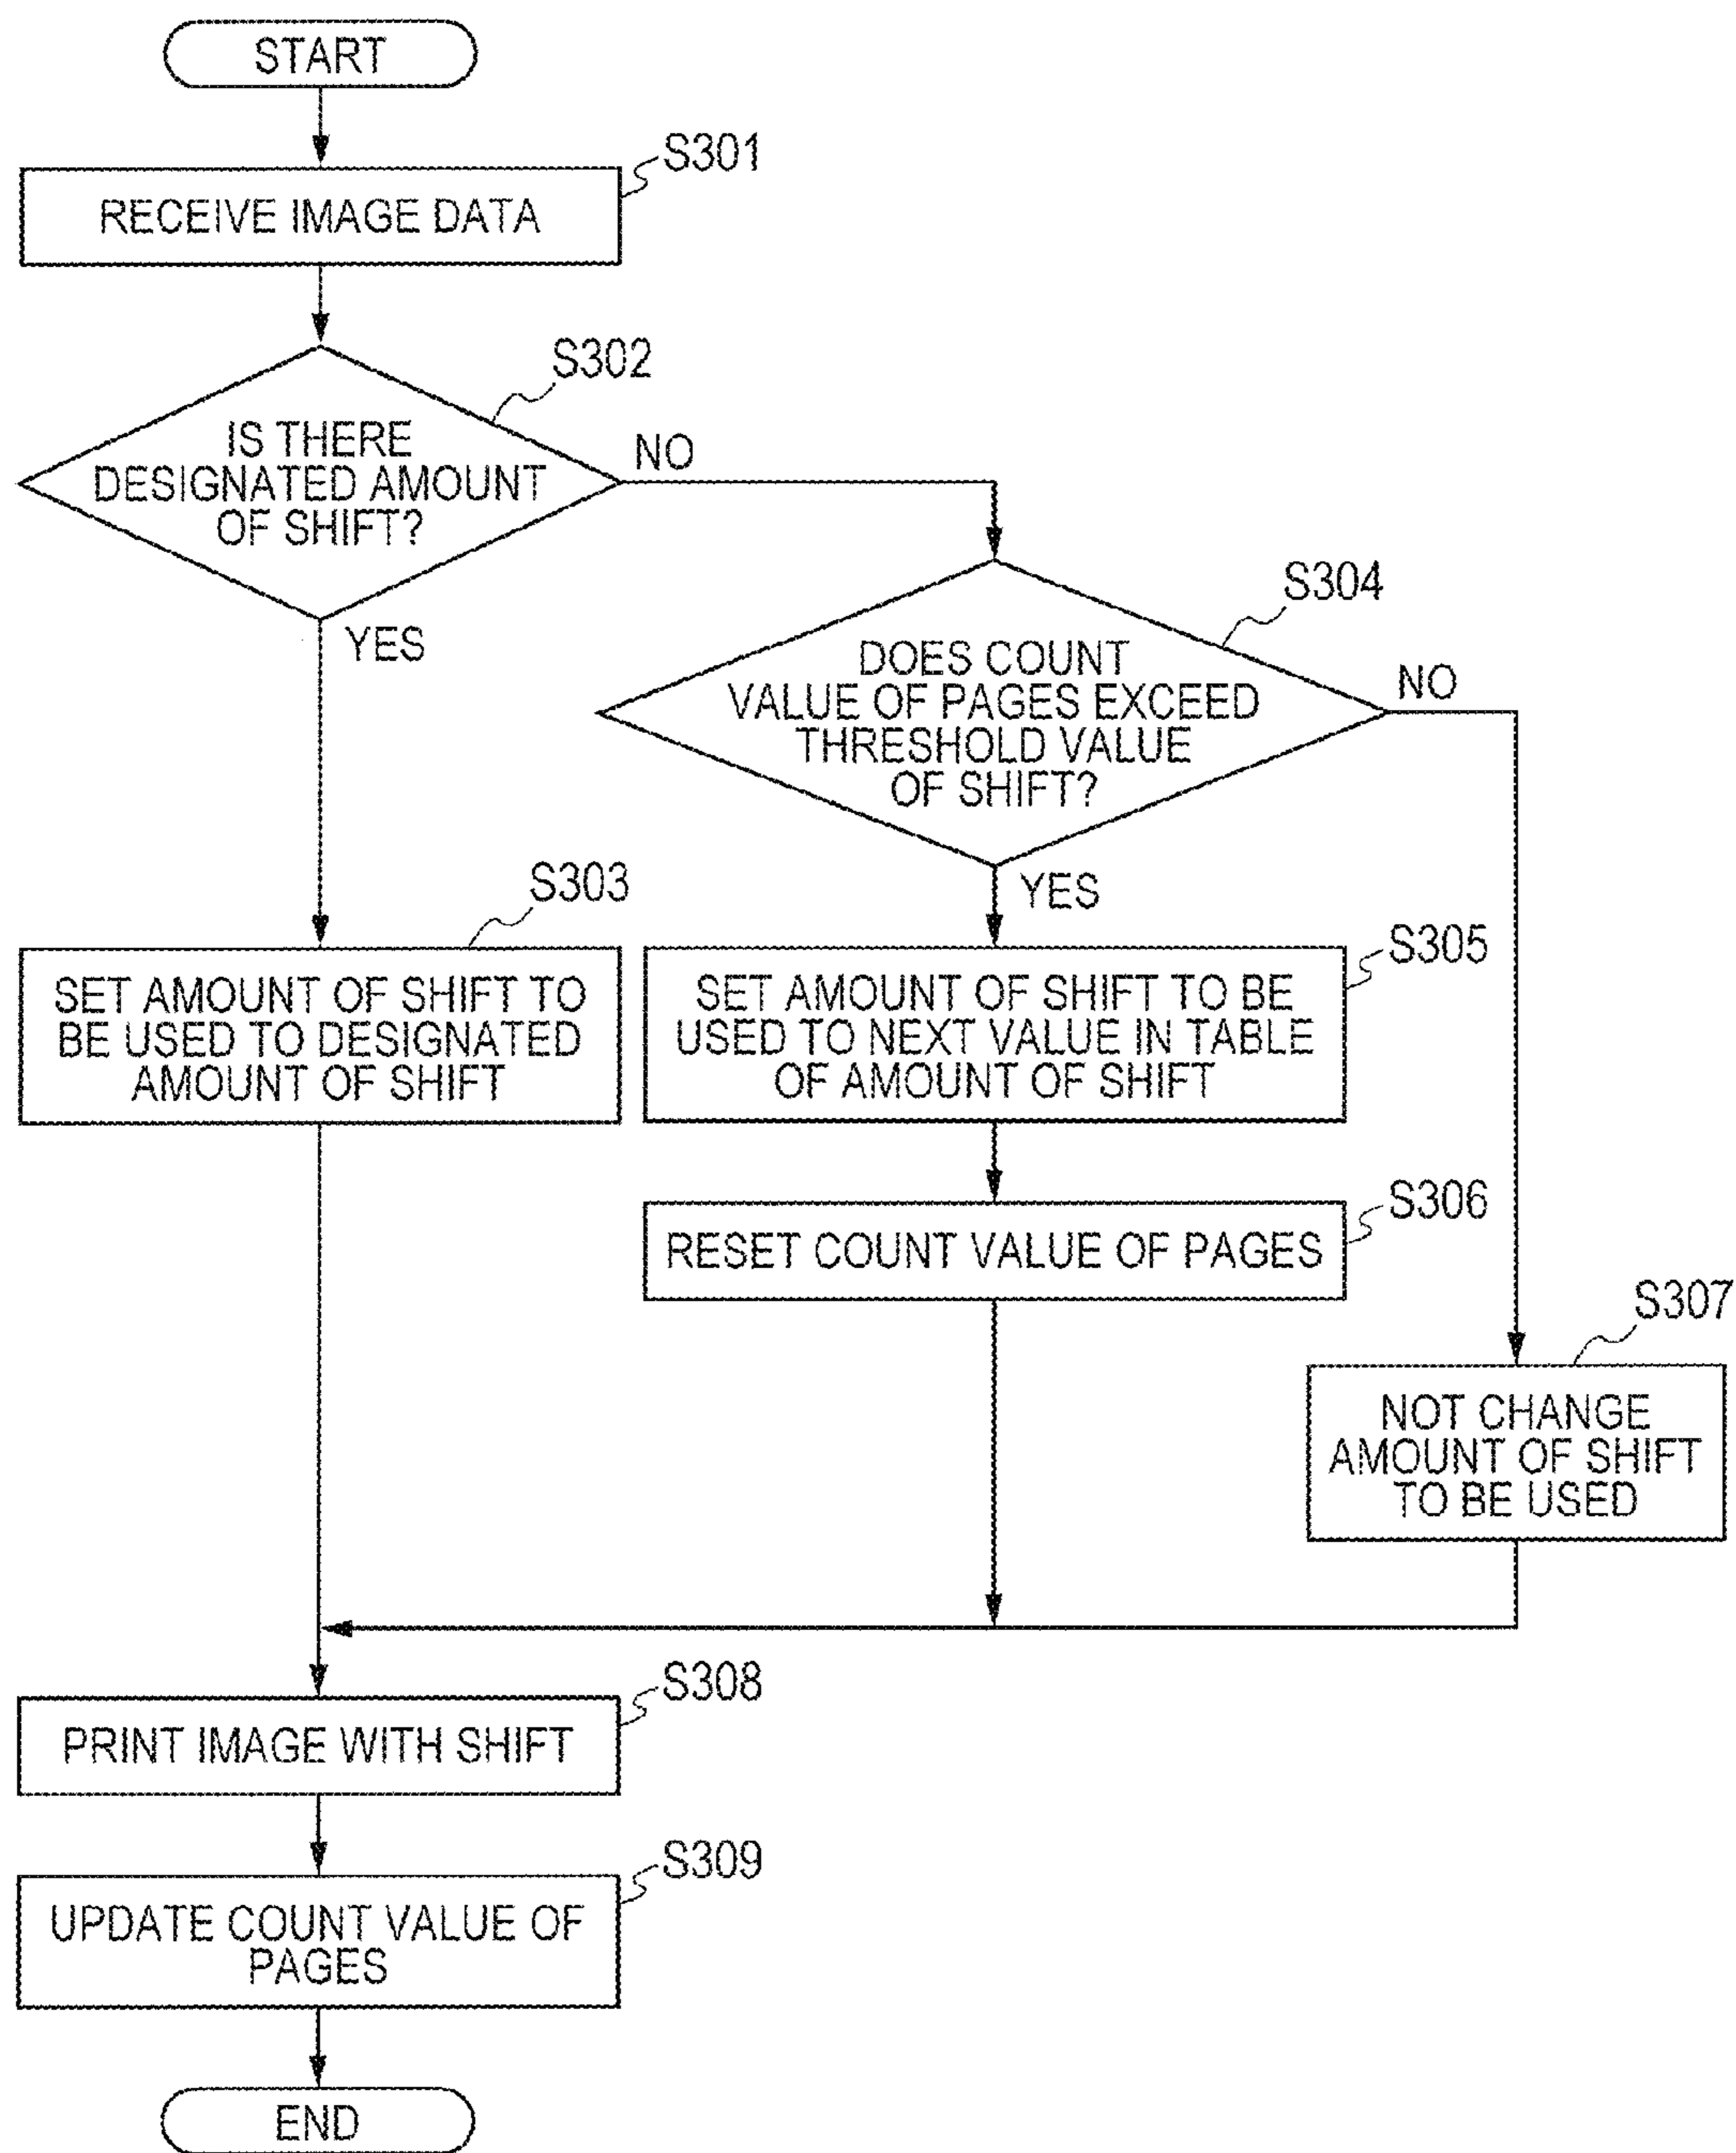 START
S301
RECEIVE IMAGE DATA
S302
IS THERE
DESIGNATED AMOUNT
OF SHIFT?
NO
YES
S304
DOES COUNT
VALUE OF PAGES EXCEED
THRESHOLD VALUE
OF SHIFT?
NO
YES
S303
SET AMOUNT OF SHIFT TO
BE USED TO DESIGNATED
AMOUNT OF SHIFT
S305
SET AMOUNT OF SHIFT TO BE
USED TO NEXT VALUE IN TABLE
OF AMOUNT OF SHIFT
S306
RESET COUNT VALUE OF PAGES
S307
NOT CHANGE
AMOUNT OF SHIFT
TO BE USED
S308
PRINT IMAGE WITH SHIFT
S309
UPDATE COUNT VALUE OF
PAGES
END